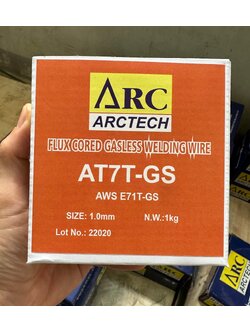 ARC
ARCTECH
FLUX CORED GASLESS WELDING WIRE
AT7T-GS
AWS E71T-GS
SIZE: 1.0mm N.W.:1kg
Lot No.: 22020
ARC